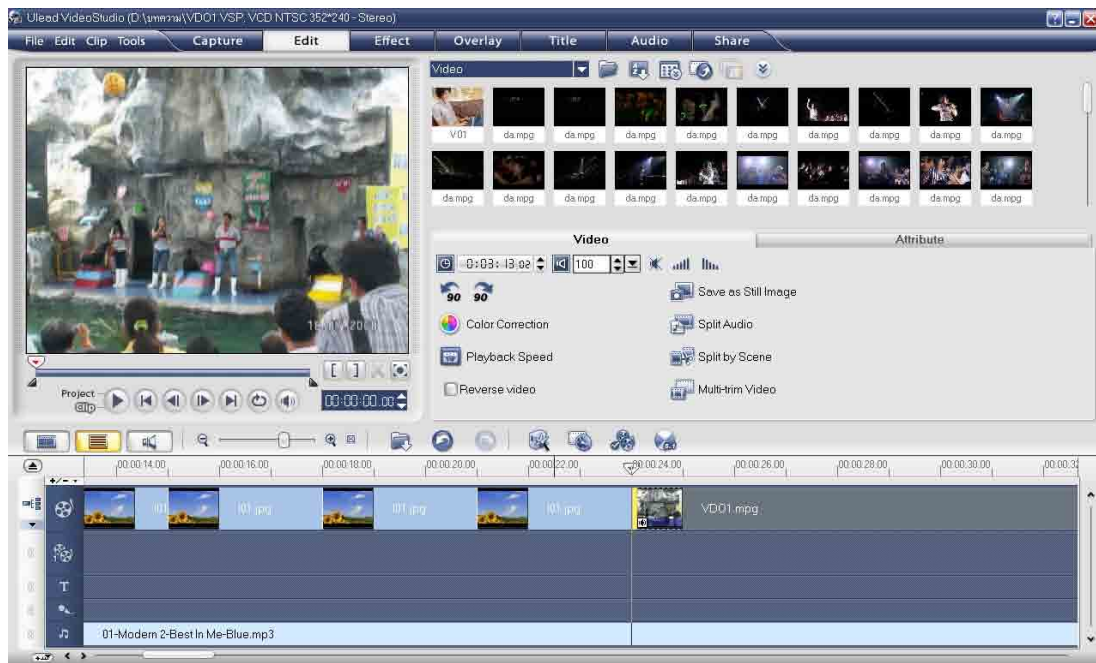 Ulead VideoStudio (D:\บทความ\VDO1.VSP, VCD NTSC 352*240 - Stereo)
File Edit Clip Tools Capture Edit Effect Overlay Title Audio Share
Video
V01 da.mpg da.mpg da.mpg da.mpg da.mpg da.mpg da.mpg da.mpg da.mpg
da.mpg da.mpg da.mpg da.mpg da.mpg da.mpg da.mpg da.mpg da.mpg da.mpg
Video Attribute
0:03:13.02 100
90 90 Save as Still Image
Color Correction Split Audio
Playback Speed Split by Scene
Reverse video Multi-trim Video
[ ]
Project
00:00:00.00
00:00:14:00 00:00:16:00 00:00:18:00 00:00:20:00 00:00:22:00 00:00:24:00 00:00:26:00 00:00:28:00 00:00:30:00
+/-
I01.jpg I01.jpg I01.jpg VDO1.mpg
T
01-Modern 2-Best In Me-Blue.mp3